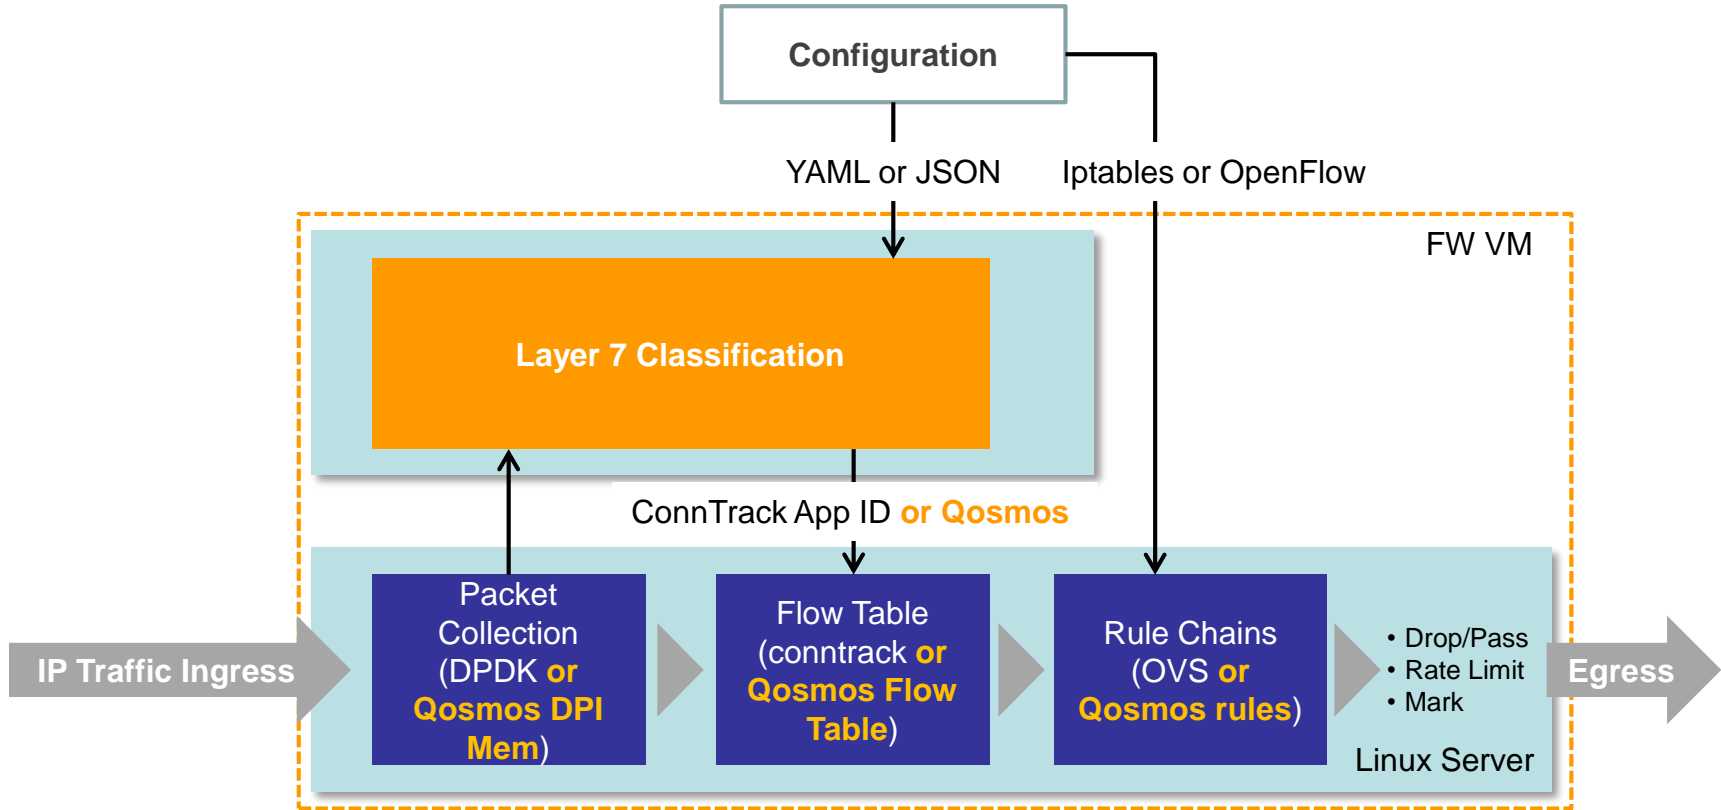 Configuration
YAML or JSON
Iptables or OpenFlow
FW VM
Layer 7 Classification
ConnTrack App ID or Qosmos
IP Traffic Ingress
Packet
Collection
(DPDK or
Qosmos DPI
Mem)
Flow Table
(conntrack or
Qosmos Flow
Table)
Rule Chains
(OVS or
Qosmos rules)
• Drop/Pass
• Rate Limit
• Mark
Egress
Linux Server